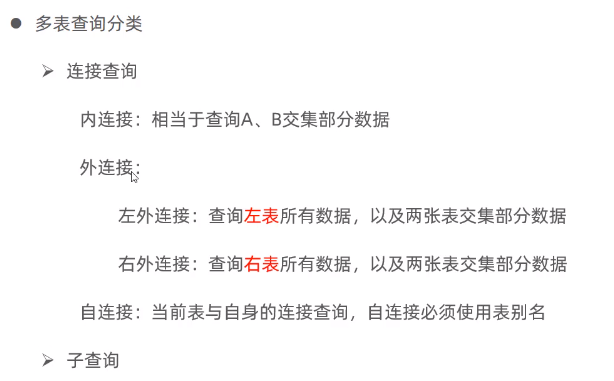 多表查询分类
连接查询
内连接：相当于查询A、B交集部分数据
外连接：
左外连接：查询左表所有数据，以及两张表交集部分数据
右外连接：查询右表所有数据，以及两张表交集部分数据
自连接：当前表与自身的连接查询，自连接必须使用表别名
子查询